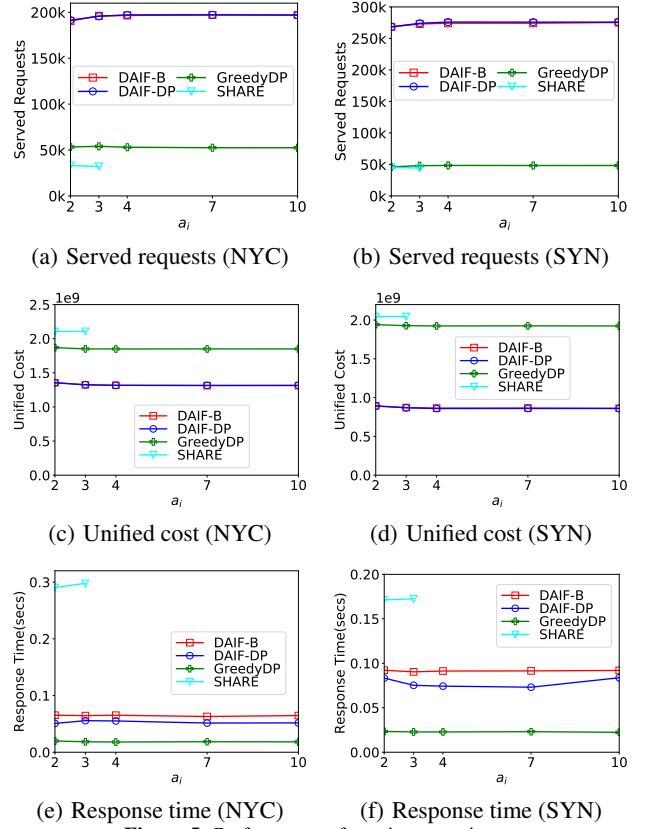 200k
150k
100k
50k
0k
Served Requests
DAIF-B
DAIF-DP
GreedyDP
SHARE
2 3 4 7 10
a_i
(a) Served requests (NYC)
300k
250k
200k
150k
100k
50k
0k
Served Requests
DAIF-B
DAIF-DP
GreedyDP
SHARE
2 3 4 7 10
a_i
(b) Served requests (SYN)
1e9
2.5
2.0
1.5
1.0
0.5
0.0
Unified Cost
DAIF-B
DAIF-DP
GreedyDP
SHARE
2 3 4 7 10
a_i
(c) Unified cost (NYC)
1e9
2.0
1.5
1.0
0.5
0.0
Unified Cost
DAIF-B
DAIF-DP
GreedyDP
SHARE
2 3 4 7 10
a_i
(d) Unified cost (SYN)
0.3
0.2
0.1
0.0
Response Time(secs)
DAIF-B
DAIF-DP
GreedyDP
SHARE
2 3 4 7 10
a_i
(e) Response time (NYC)
0.20
0.15
0.10
0.05
0.00
Response Time(secs)
DAIF-B
DAIF-DP
GreedyDP
SHARE
2 3 4 7 10
a_i
(f) Response time (SYN)